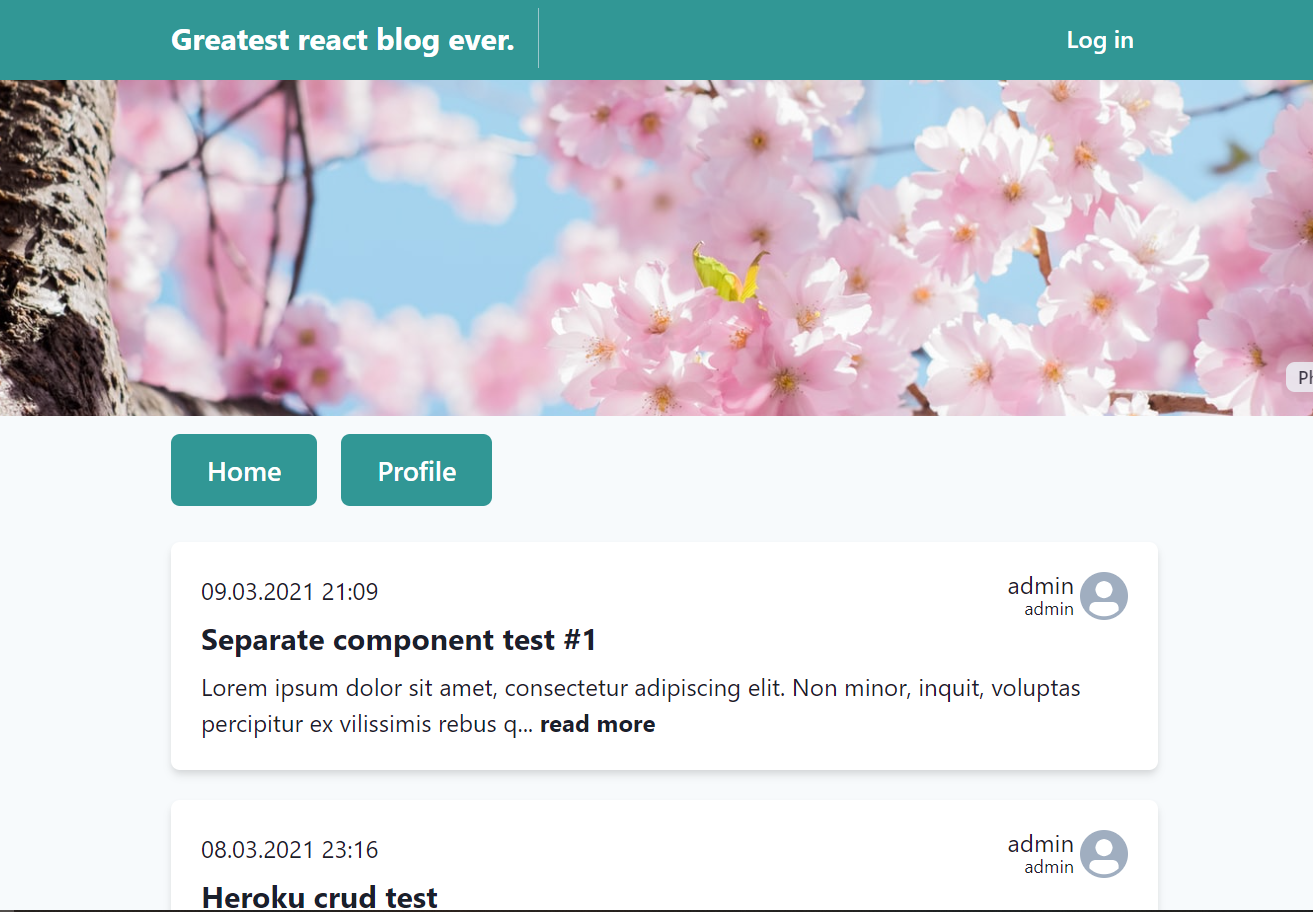 Greatest react blog ever.
Log in
Home
Profile
09.03.2021 21:09
admin
admin
Separate component test #1
Lorem ipsum dolor sit amet, consectetur adipiscing elit. Non minor, inquit, voluptas
percipitur ex vilissimis rebus q... read more
08.03.2021 23:16
admin
admin
Heroku crud test